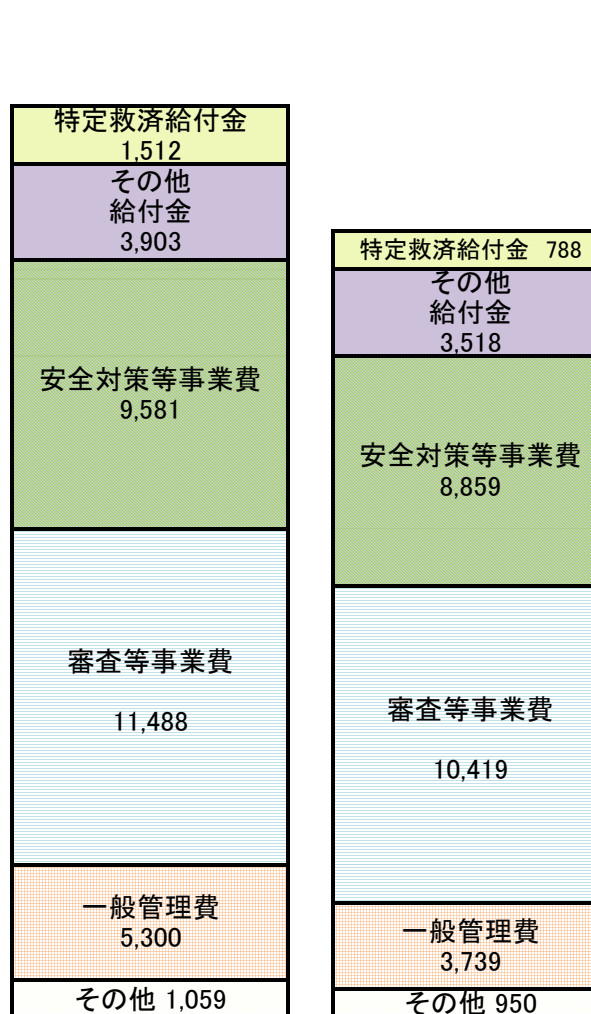 特定救済給付金
1,512
その他
給付金
3,903
安全対策等事業費
9,581
審査等事業費
11,488
一般管理費
5,300
その他 1,059
特定救済給付金 788
その他
給付金
3,518
安全対策等事業費
8,859
審査等事業費
10,419
一般管理費
3,739
その他 950